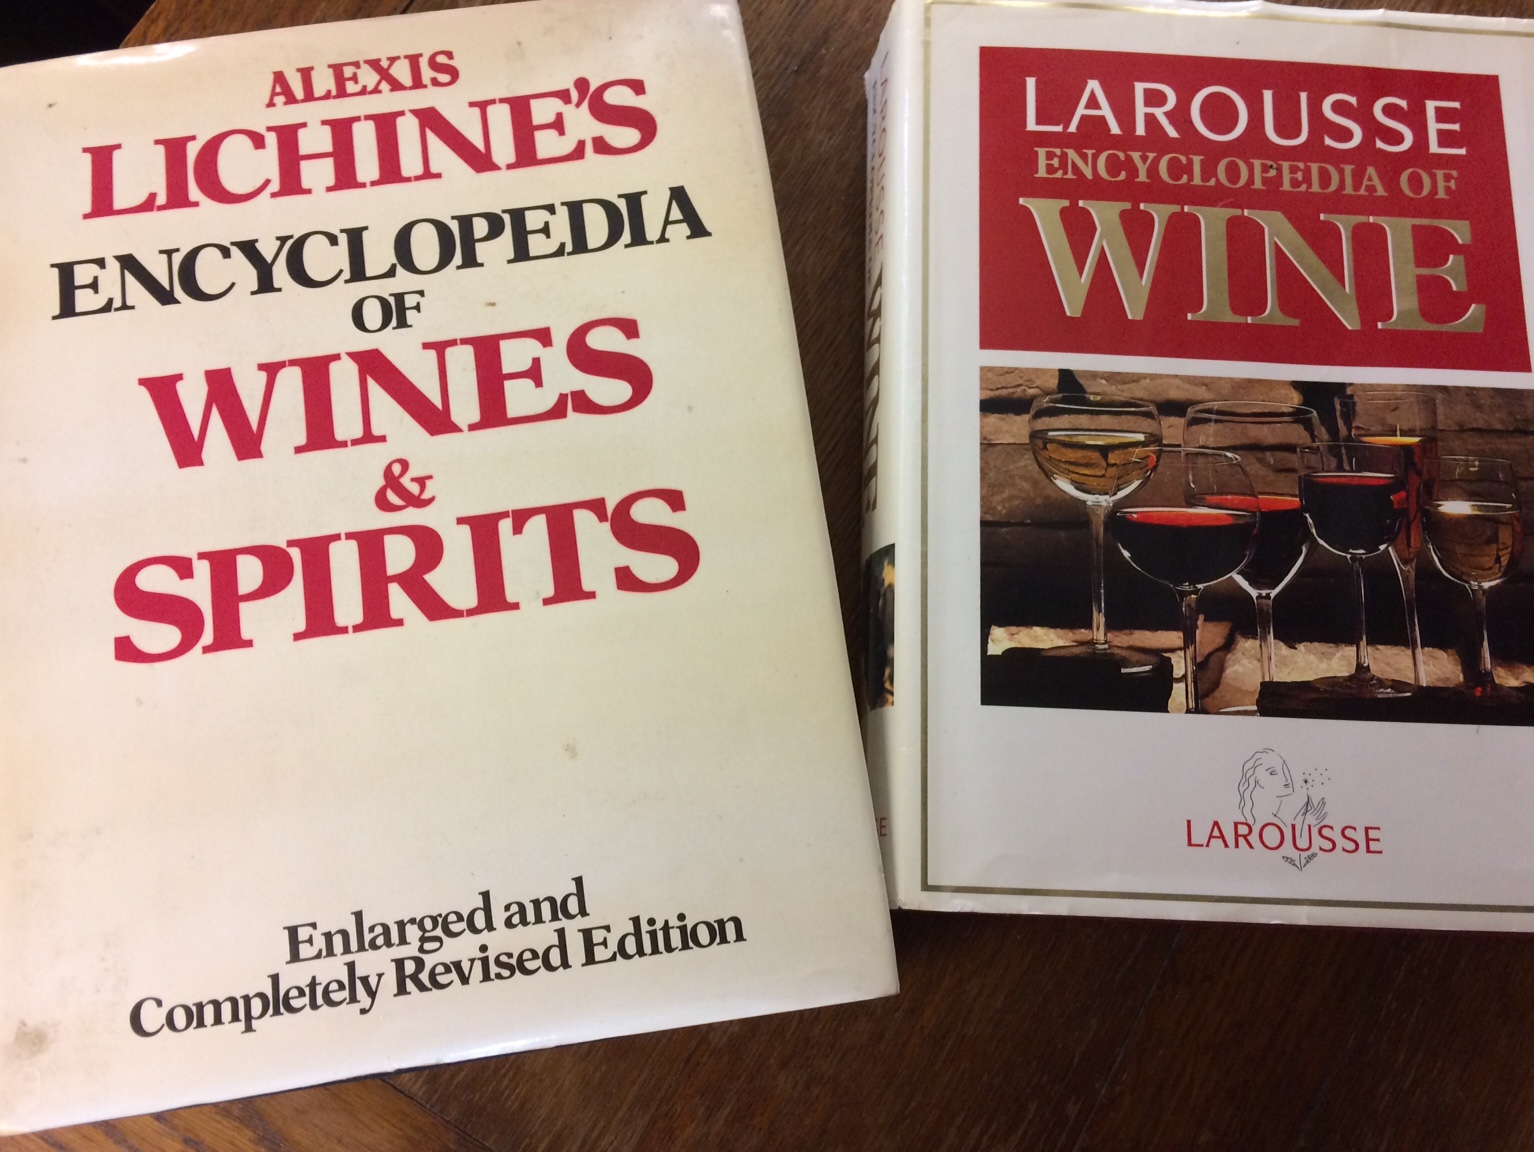 ALEXIS
LICHINE'S
ENCYCLOPEDIA
OF
WINES
&
SPIRITS
Enlarged and
Completely Revised Edition
LAROUSSE
ENCYCLOPEDIA OF
WINE
LAROUSSE